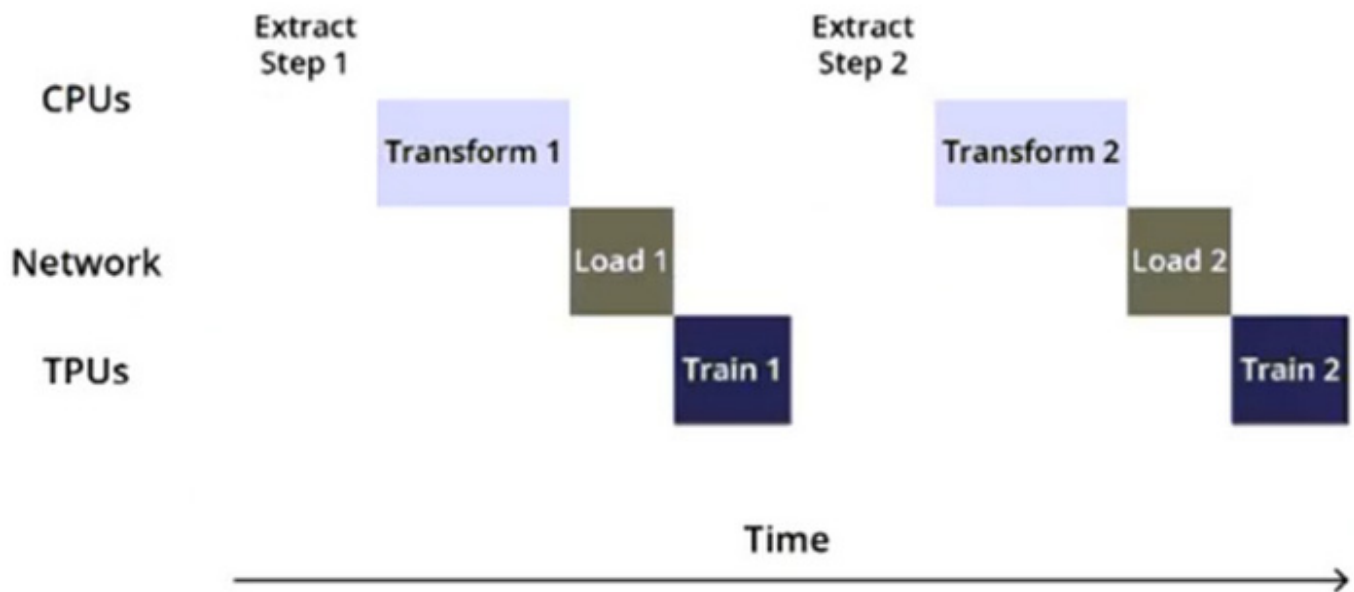 Extract
Step 1
Extract
Step 2
CPUs
Transform 1
Transform 2
Network
Load 1
Load 2
TPUs
Train 1
Train 2
Time